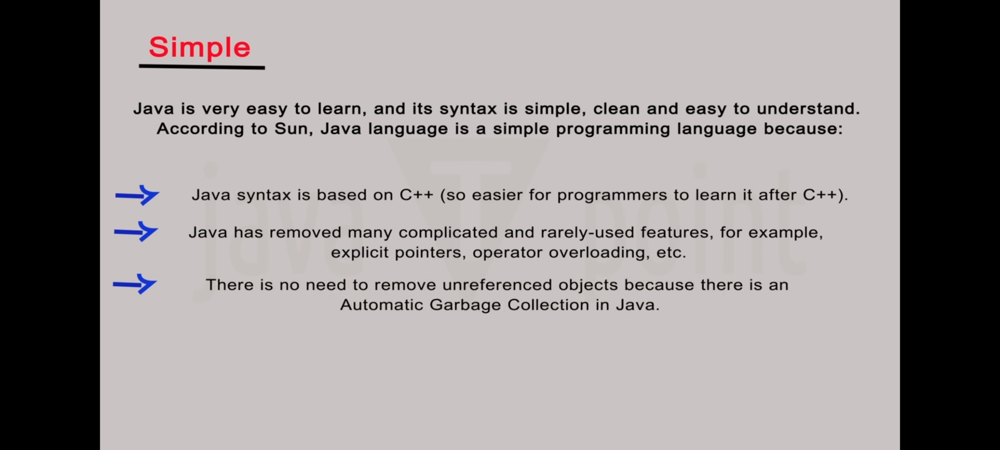 Simple
Java is very easy to learn, and its syntax is simple, clean and easy to understand.
According to Sun, Java language is a simple programming language because:
Java syntax is based on C++ (so easier for programmers to learn it after C++).
Java has removed many complicated and rarely-used features, for example,
explicit pointers, operator overloading, etc.
There is no need to remove unreferenced objects because there is an
Automatic Garbage Collection in Java.
java T point